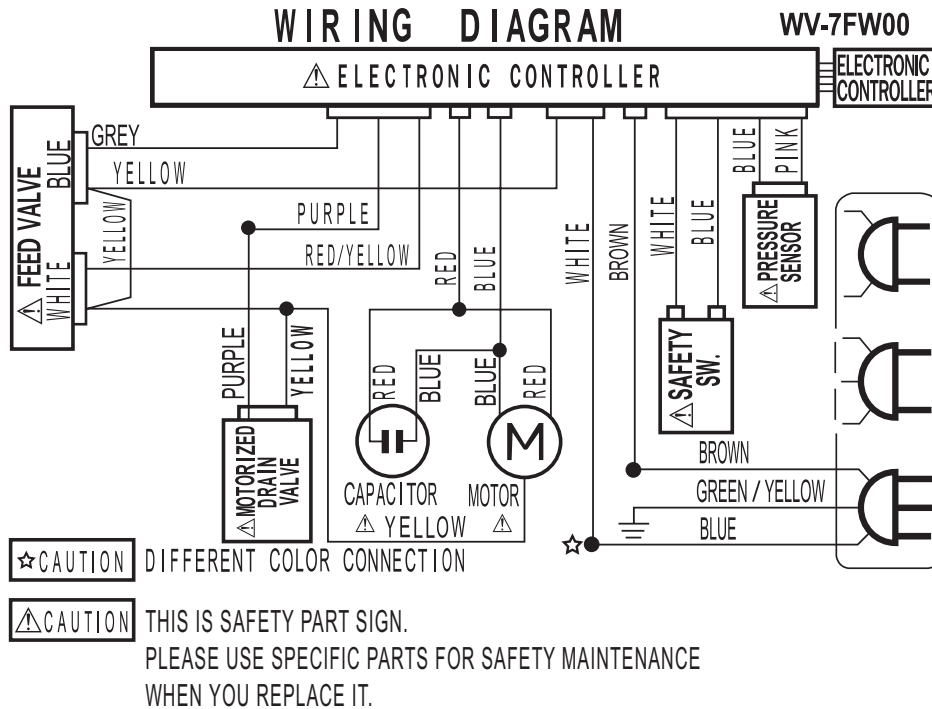 WIRING DIAGRAM
WV-7FW00
⚠ ELECTRONIC CONTROLLER
ELECTRONIC
CONTROLLER
⚠ FEED VALVE
BLUE
WHITE
GREY
YELLOW
YELLOW
PURPLE
RED/YELLOW
RED
BLUE
WHITE
BROWN
WHITE
BLUE
BLUE
PINK
⚠ PRESSURE
SENSOR
⚠ SAFETY
SW.
PURPLE
YELLOW
RED
BLUE
BLUE
RED
⚠ MOTORIZED
DRAIN
VALVE
M
CAPACITOR
⚠
MOTOR
⚠
YELLOW
BROWN
GREEN / YELLOW
BLUE
☆
☆CAUTION DIFFERENT COLOR CONNECTION
⚠CAUTION THIS IS SAFETY PART SIGN.
PLEASE USE SPECIFIC PARTS FOR SAFETY MAINTENANCE
WHEN YOU REPLACE IT.